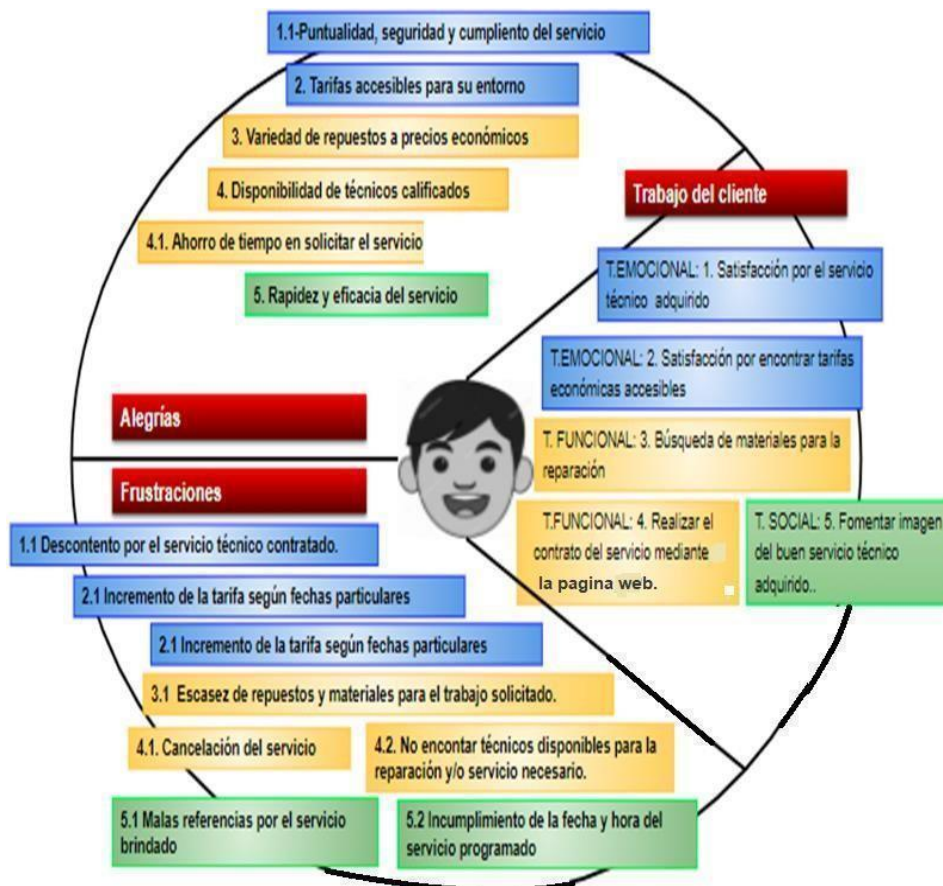 1.1-Puntualidad, seguridad y cumpliento del servicio
2. Tarifas accesibles para su entorno
3. Variedad de repuestos a precios económicos
4. Disponibilidad de técnicos calificados
4.1. Ahorro de tiempo en solicitar el servicio
5. Rapidez y eficacia del servicio
Alegrías
Trabajo del cliente
T.EMOCIONAL: 1. Satisfacción por el servicio
técnico adquirido
T.EMOCIONAL: 2. Satisfacción por encontrar tarifas
económicas accesibles
T. FUNCIONAL: 3. Búsqueda de materiales para la
reparación
T.FUNCIONAL: 4. Realizar el
contrato del servicio mediante
la pagina web.
T. SOCIAL: 5. Fomentar imagen
del buen servicio técnico
adquirido..
Frustraciones
1.1 Descontento por el servicio técnico contratado.
2.1 Incremento de la tarifa según fechas particulares
2.1 Incremento de la tarifa según fechas particulares
3.1 Escasez de repuestos y materiales para el trabajo solicitado.
4.1. Cancelación del servicio
4.2. No encontar técnicos disponibles para la
reparación y/o servicio necesario.
5.1 Malas referencias por el servicio
brindado
5.2 Incumplimiento de la fecha y hora del
servicio programado